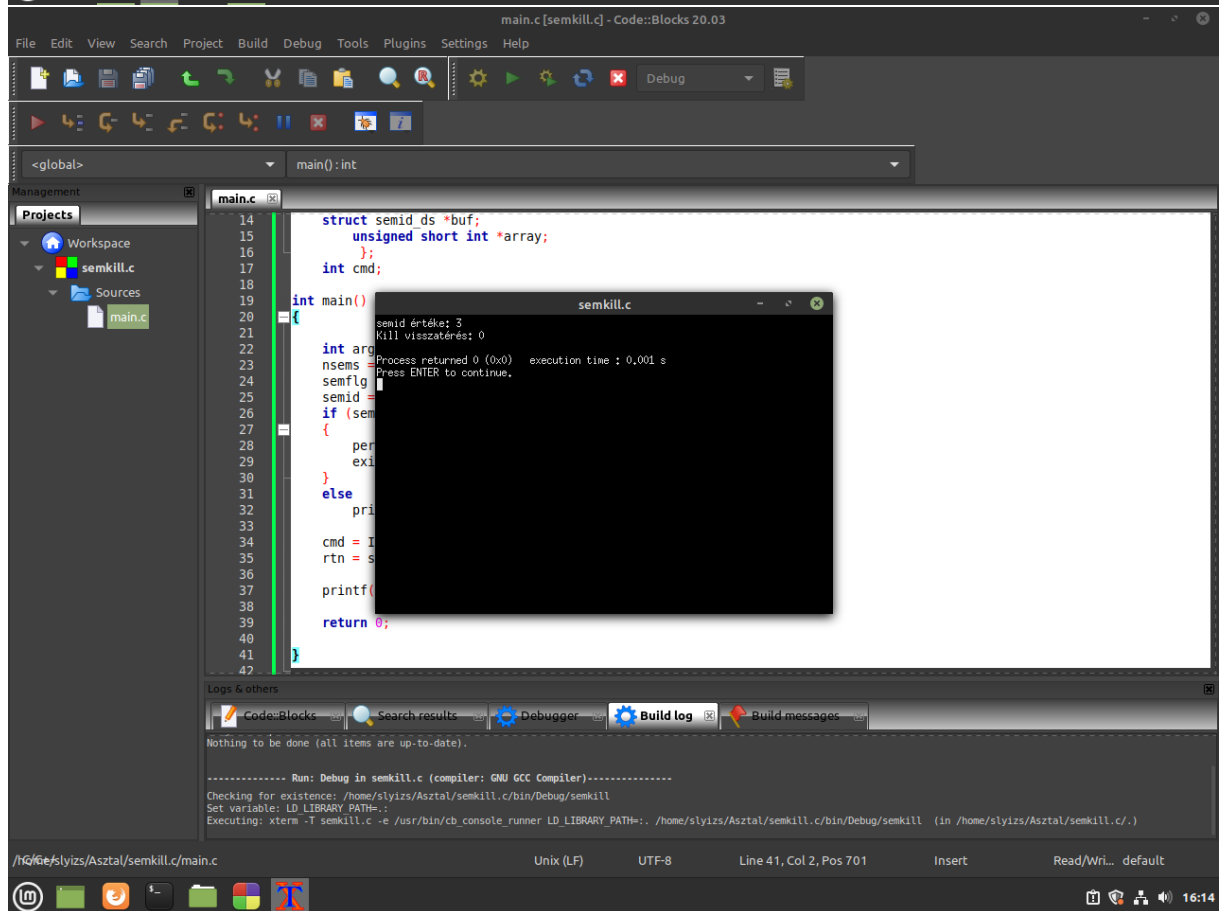 main.c [semkill.c] - Code::Blocks 20.03
File Edit View Search Project Build Debug Tools Plugins Settings Help
Debug
<global>
main() : int
Management
Projects
Workspace
semkill.c
Sources
main.c
main.c
14 struct semid_ds *buf;
15 unsigned short int *array;
16 };
17 int cmd;
18
19 int main()
20 {
21
22 int arg
23 nsems =
24 semflg
25 semid =
26 if (sem
27 {
28 per
29 exi
30 }
31 else
32 pri
33
34 cmd = I
35 rtn = s
36
37 printf(
38
39 return 0;
40
41 }
42
semkill.c
semid értéke: 3
Kill visszatérés: 0
Process returned 0 (0x0) execution time : 0.001 s
Press ENTER to continue.
Logs & others
Code::Blocks
Search results
Debugger
Build log
Build messages
Nothing to be done (all items are up-to-date).
-------------- Run: Debug in semkill.c (compiler: GNU GCC Compiler)---------------
Checking for existence: /home/slyizs/Asztal/semkill.c/bin/Debug/semkill
Set variable: LD_LIBRARY_PATH=.:
Executing: xterm -T semkill.c -e /usr/bin/cb_console_runner LD_LIBRARY_PATH=:. /home/slyizs/Asztal/semkill.c/bin/Debug/semkill (in /home/slyizs/Asztal/semkill.c/.)
/home/slyizs/Asztal/semkill.c/main.c
C/C++
Unix (LF)
UTF-8
Line 41, Col 2, Pos 701
Insert
Read/Wri...
default
16:14